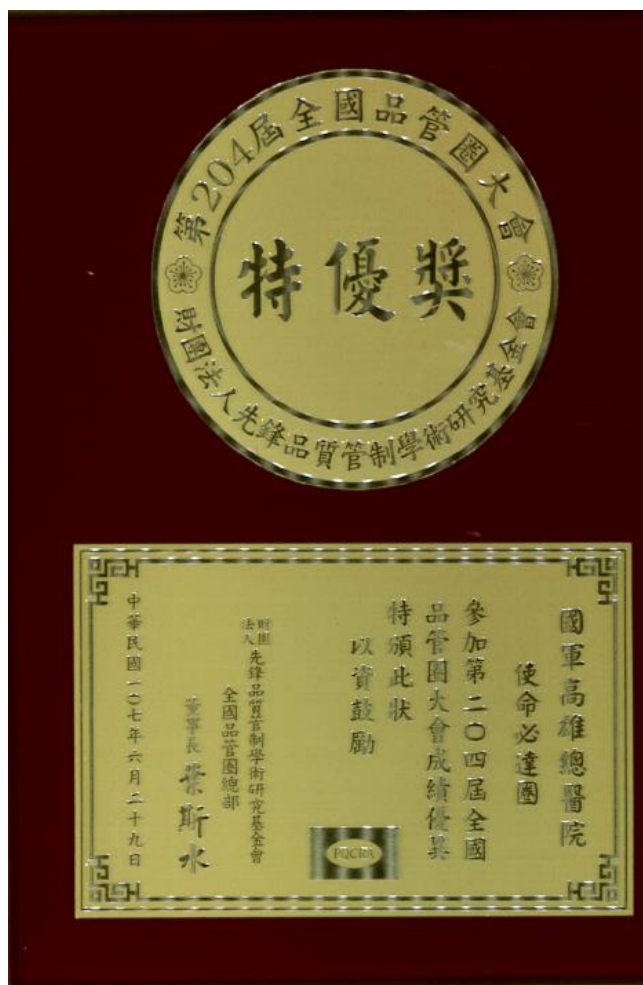 第204屆全國品管圈大會
特優獎
財團法人先鋒品質管制學術研究基金會
國軍高雄總醫院
使命必達圈
參加第二〇四屆全國
品管圈大會成績優異
特頒此狀
以資鼓勵
財團法人先鋒品質管制學術研究基金會
全國品管圈總部
董事長 葉斯水
中華民國一〇七年六月二十九日
PQCRA